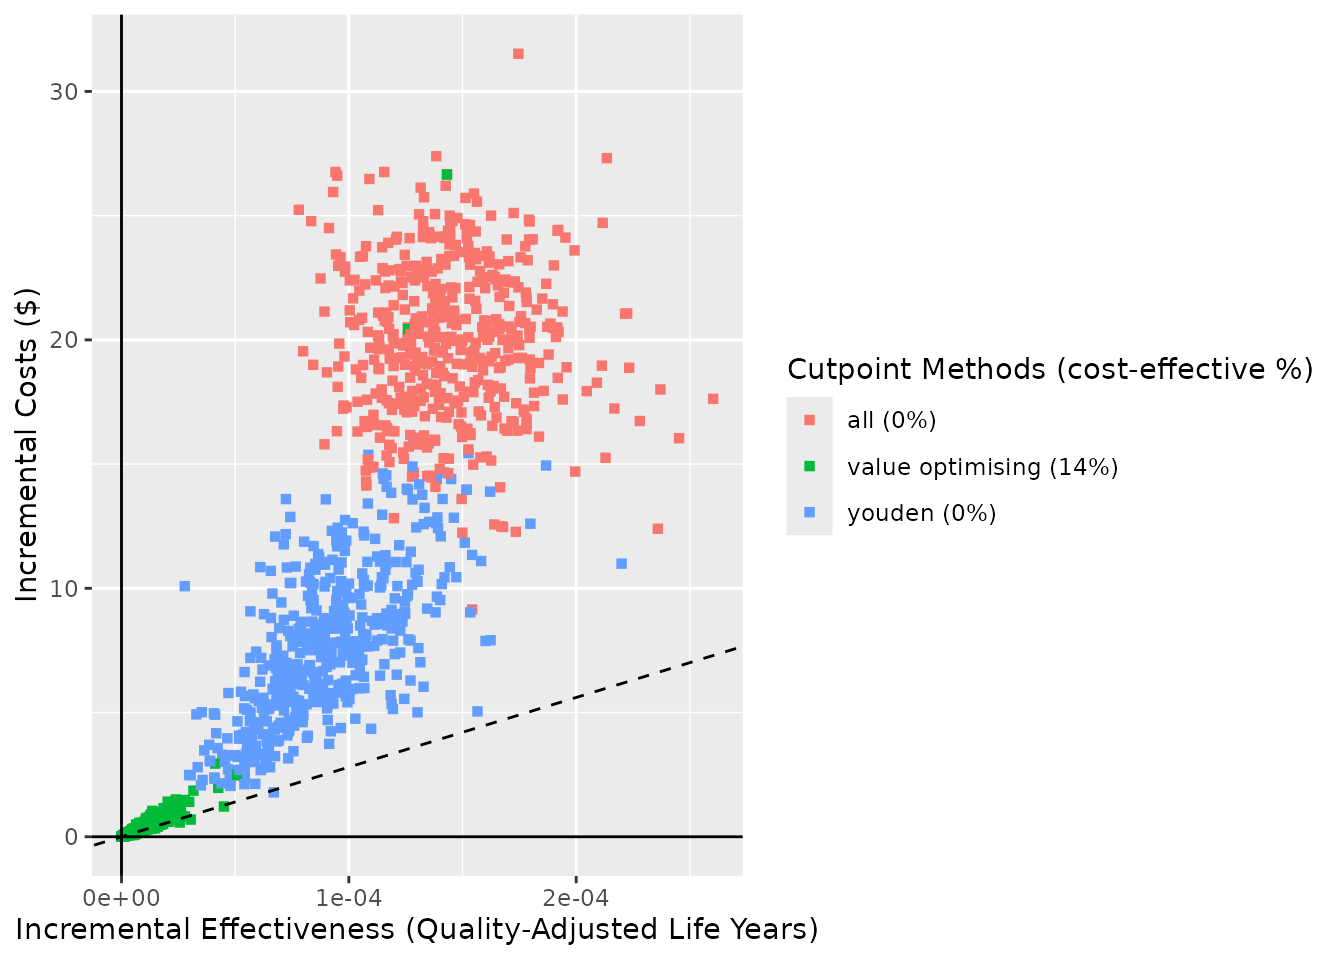 30
20
10
0
Incremental Costs ($)
0e+00
1e-04
2e-04
Incremental Effectiveness (Quality-Adjusted Life Years)
Cutpoint Methods (cost-effective %)
all (0%)
value optimising (14%)
youden (0%)